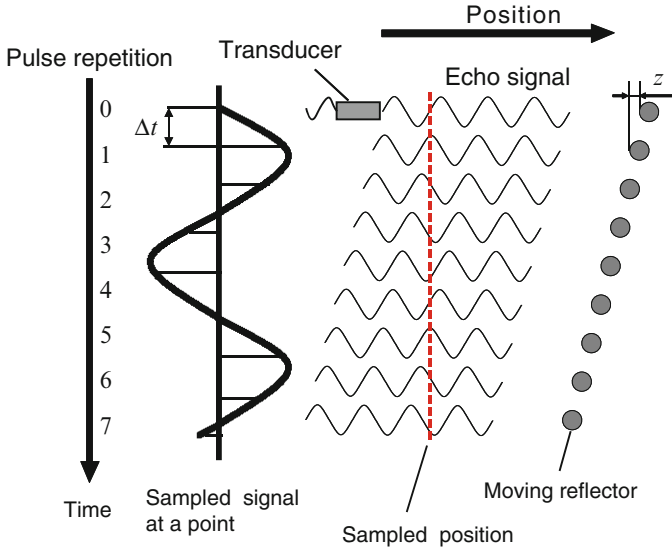 Position
Pulse repetition
Transducer
Echo signal
z
0
Δt
1
2
3
4
5
6
7
Time
Sampled signal
at a point
Sampled position
Moving reflector